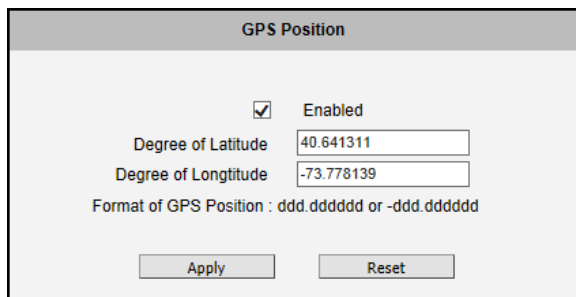 GPS Position
Enabled
Degree of Latitude 40.641311
Degree of Longtitude -73.778139
Format of GPS Position : ddd.dddddd or -ddd.dddddd
Apply Reset